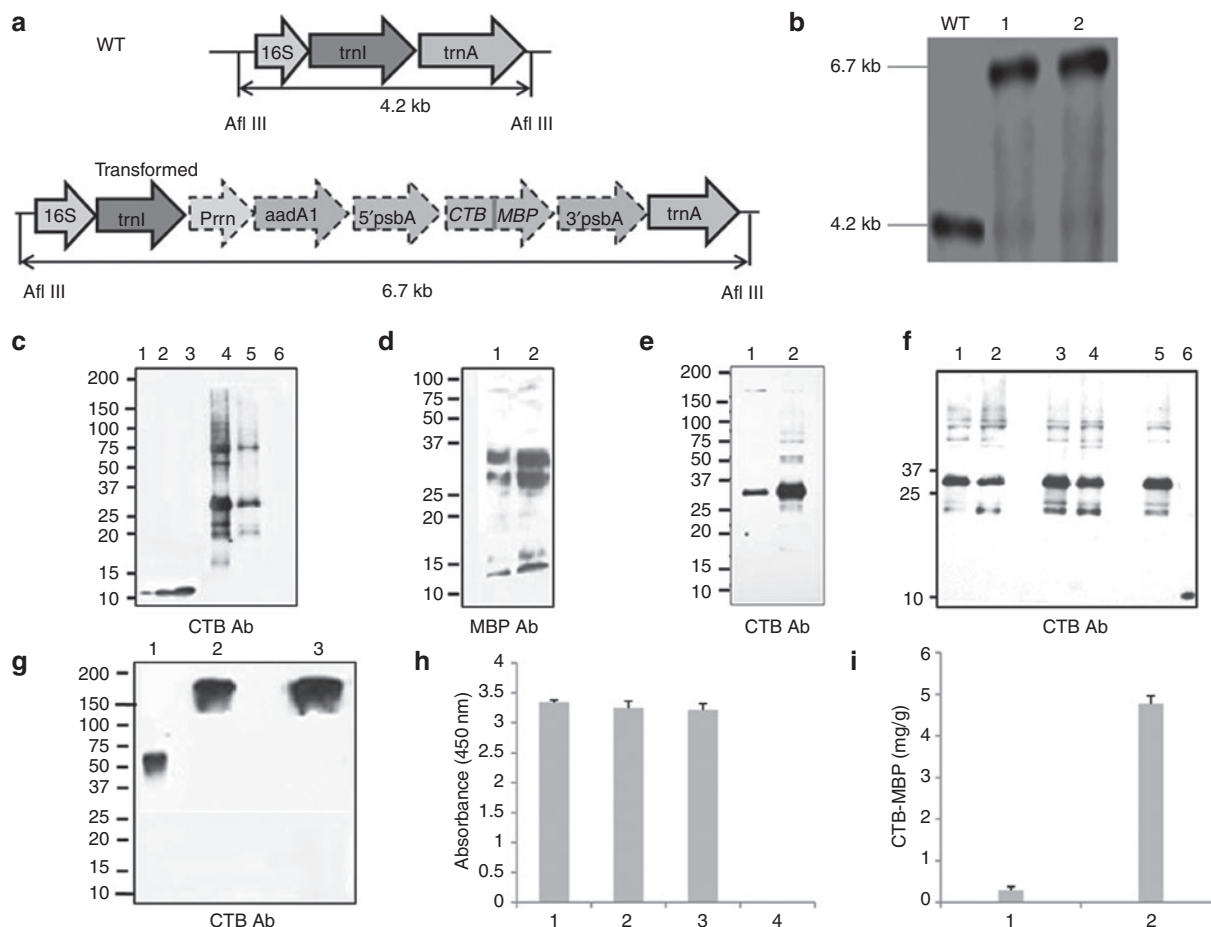 a
WT
16S trnI trnA
4.2 kb
Afl III Afl III
Transformed
16S trnI Prrn aadA1 5′psbA CTB MBP 3′psbA trnA
Afl III 6.7 kb Afl III
b
WT 1 2
6.7 kb
4.2 kb
c
1 2 3 4 5 6
200
150
100
75
50
37
25
20
15
10
CTB Ab
d
1 2
100
75
50
37
25
20
15
10
MBP Ab
e
1 2
200
150
100
75
50
37
25
20
15
10
CTB Ab
f
1 2 3 4 5 6
37
25
10
CTB Ab
g
1 2 3
200
150
100
75
50
37
25
20
15
10
CTB Ab
h
Absorbance (450 nm)
4
3.5
3
2.5
2
1.5
1
0.5
0
1 2 3 4
i
CTB-MBP (mg/g)
6
5
4
3
2
1
0
1 2